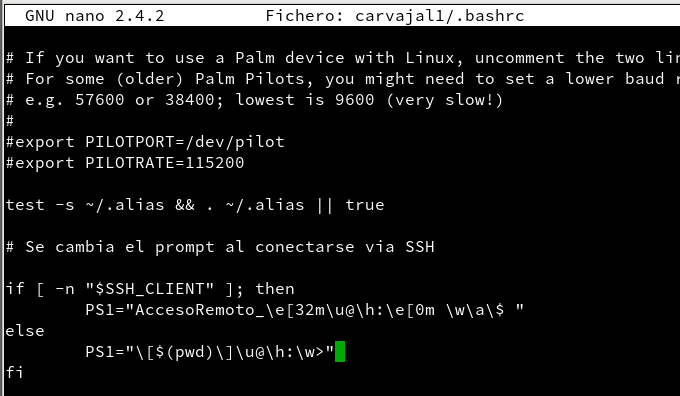 GNU nano 2.4.2 Fichero: carvajal1/.bashrc
# If you want to use a Palm device with Linux, uncomment the two
# For some (older) Palm Pilots, you might need to set a lower baud
# e.g. 57600 or 38400; lowest is 9600 (very slow!)
#
#export PILOTPORT=/dev/pilot
#export PILOTRATE=115200
test -s ~/.alias && . ~/.alias || true
# Se cambia el prompt al conectarse via SSH
if [ -n "$SSH_CLIENT" ]; then
PS1="AccesoRemoto_\e[32m\u@\h:\e[0m \w\a\$ "
else
PS1="\[$(pwd)\]\u@\h:\w>"
fi